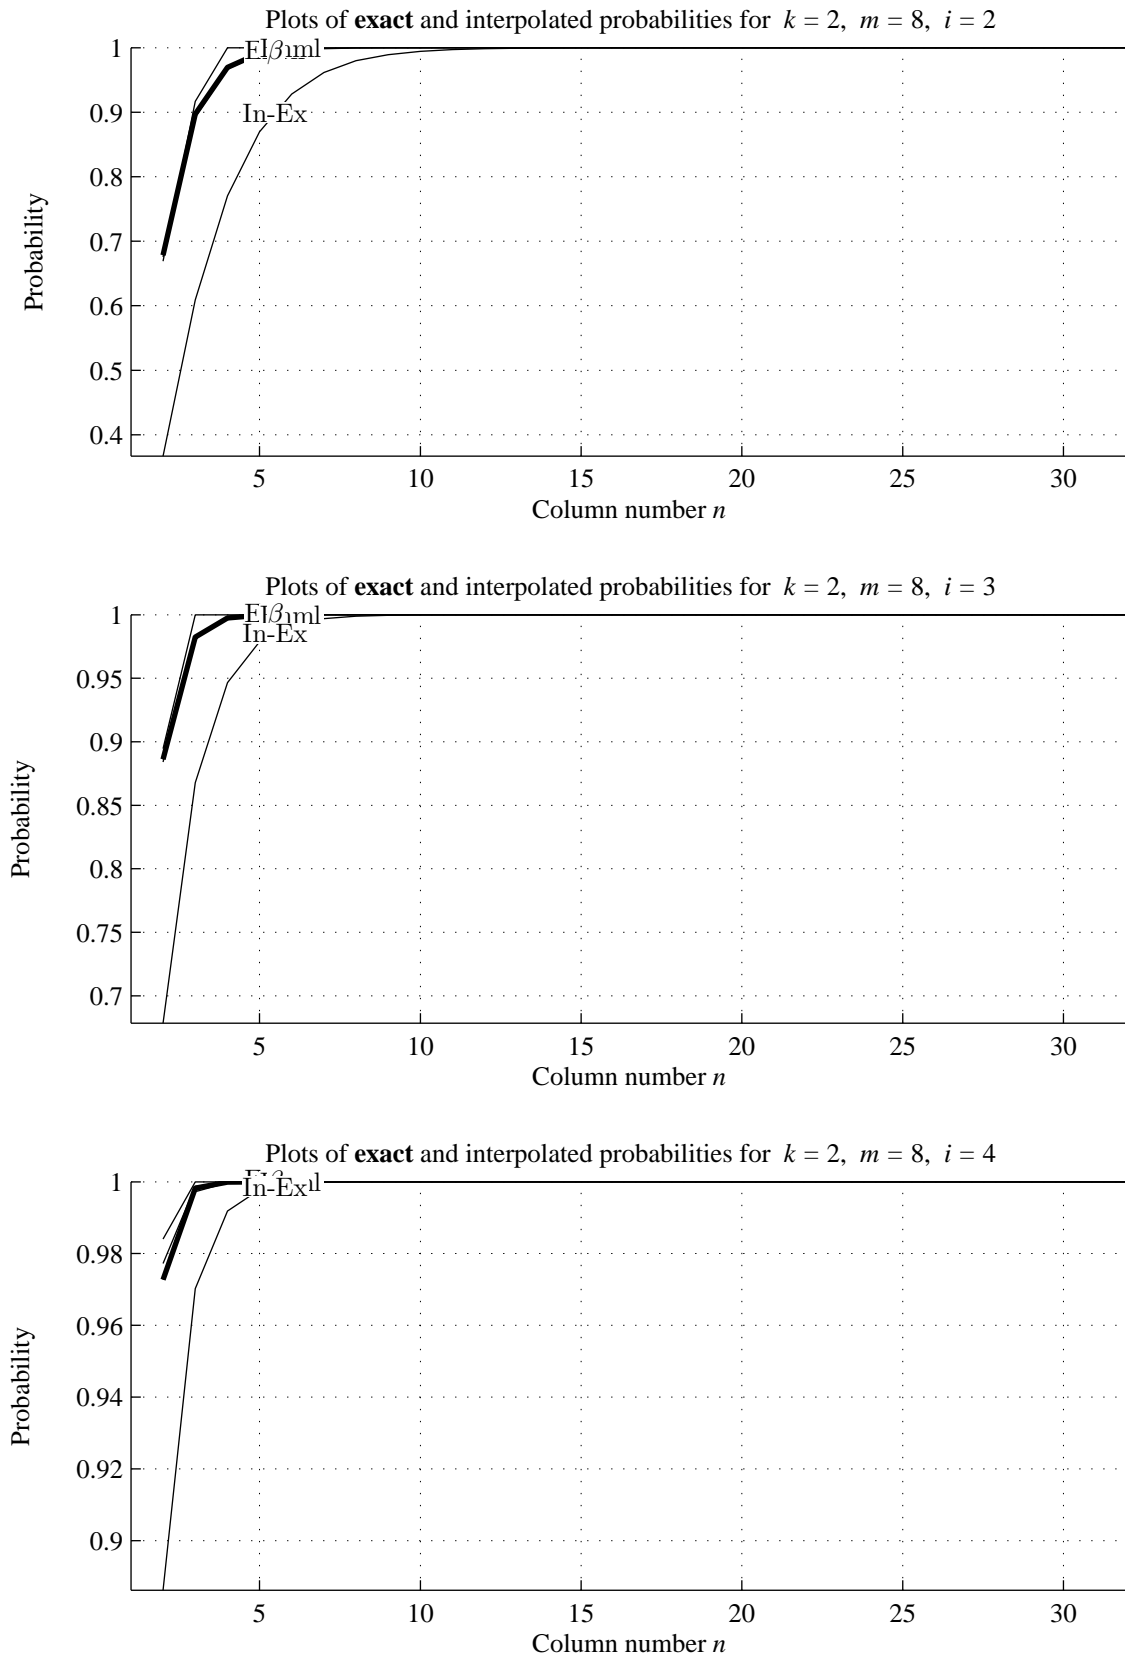 Plots of exact and interpolated probabilities for k = 2, m = 8, i = 2
1
0.9
0.8
0.7
0.6
0.5
0.4
Probability
In-Ex
5 10 15 20 25 30
Column number n
Plots of exact and interpolated probabilities for k = 2, m = 8, i = 3
1
0.95
0.9
0.85
0.8
0.75
0.7
Probability
In-Ex
5 10 15 20 25 30
Column number n
Plots of exact and interpolated probabilities for k = 2, m = 8, i = 4
1
0.98
0.96
0.94
0.92
0.9
Probability
In-Ex
5 10 15 20 25 30
Column number n